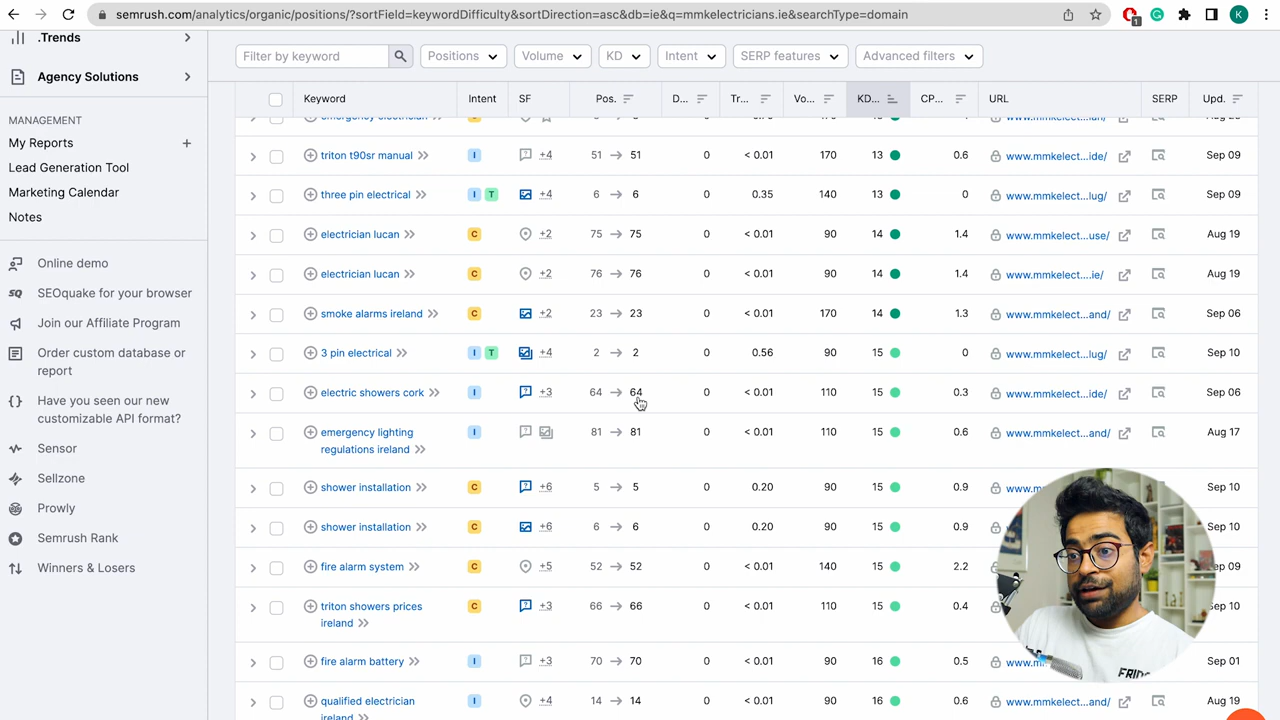 semrush.com/analytics/organic/positions/?sortField=keywordDifficulty&sortDirection=asc&db=ie&q=mmkelectricians.ie&searchType=domain
1
K
.Trends
Agency Solutions
MANAGEMENT
My Reports +
Lead Generation Tool
Marketing Calendar
Notes
Online demo
SEOquake for your browser
Join our Affiliate Program
Order custom database or
report
Have you seen our new
customizable API format?
Sensor
Sellzone
Prowly
Semrush Rank
Winners & Losers
Filter by keyword Positions Volume KD Intent SERP features Advanced filters
Keyword Intent SF Pos. D... Tr... Vo... KD... CP... URL SERP Upd.
triton t90sr manual I +4 51 → 51 0 < 0.01 170 13 0.6 www.mmkelect...ide/ Sep 09
three pin electrical I T +4 6 → 6 0 0.35 140 13 0 www.mmkelect...lug/ Sep 09
electrician lucan C +2 75 → 75 0 < 0.01 90 14 1.4 www.mmkelect...use/ Aug 19
electrician lucan C +2 76 → 76 0 < 0.01 90 14 1.4 www.mmkelect....ie/ Aug 19
smoke alarms ireland C +2 23 → 23 0 < 0.01 170 14 1.3 www.mmkelect...and/ Sep 06
3 pin electrical I T +4 2 → 2 0 0.56 90 15 0 www.mmkelect...lug/ Sep 10
electric showers cork I +3 64 → 64 0 < 0.01 110 15 0.3 www.mmkelect...ide/ Sep 06
emergency lighting I 81 → 81 0 < 0.01 110 15 0.6 www.mmkelect...and/ Aug 17
regulations ireland
shower installation C +6 5 → 5 0 0.20 90 15 0.9 Sep 10
shower installation C +6 6 → 6 0 0.20 90 15 0.9 Sep 10
fire alarm system C +5 52 → 52 0 < 0.01 140 15 2.2 09
triton showers prices C +3 66 → 66 0 < 0.01 110 15 0.4 Sep 10
ireland
fire alarm battery I +3 70 → 70 0 < 0.01 90 16 0.5 Sep 01
qualified electrician +4 14 → 14 0 < 0.01 90 16 0.6 www.mmkelect...and/ Aug 19
ireland